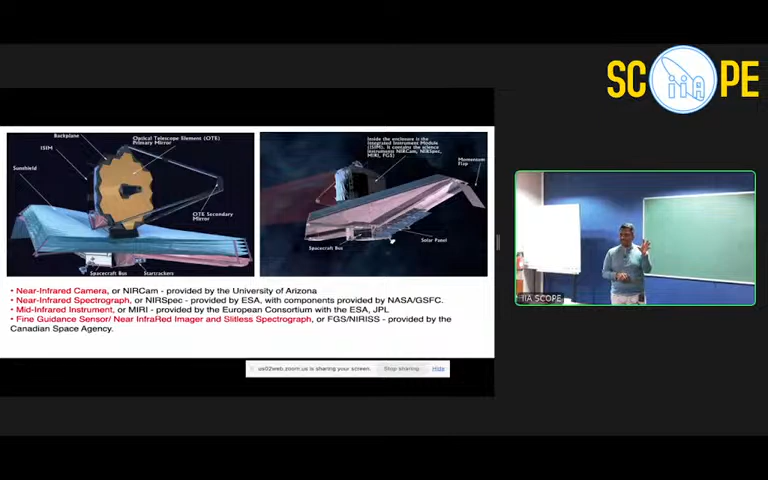 SC iiA PE
Backplane
Optical Telescope Element (OTE)
Primary Mirror
ISIM
Sunshield
OTE Secondary
Mirror
Spacecraft Bus
Startrackers
Inside the enclosure is the
Integrated Instrument Module
(ISIM). It contains the science
instruments NIRCam, NIRSpec,
MIRI, FGS)
Momentum
Flap
Solar Panel
Spacecraft Bus
• Near-Infrared Camera, or NIRCam - provided by the University of Arizona
• Near-Infrared Spectrograph, or NIRSpec - provided by ESA, with components provided by NASA/GSFC.
• Mid-Infrared Instrument, or MIRI - provided by the European Consortium with the ESA, JPL
• Fine Guidance Sensor/ Near InfraRed Imager and Slitless Spectrograph, or FGS/NIRISS - provided by the
Canadian Space Agency.
us02web.zoom.us is sharing your screen.
Stop sharing
Hide
IIA SCOPE